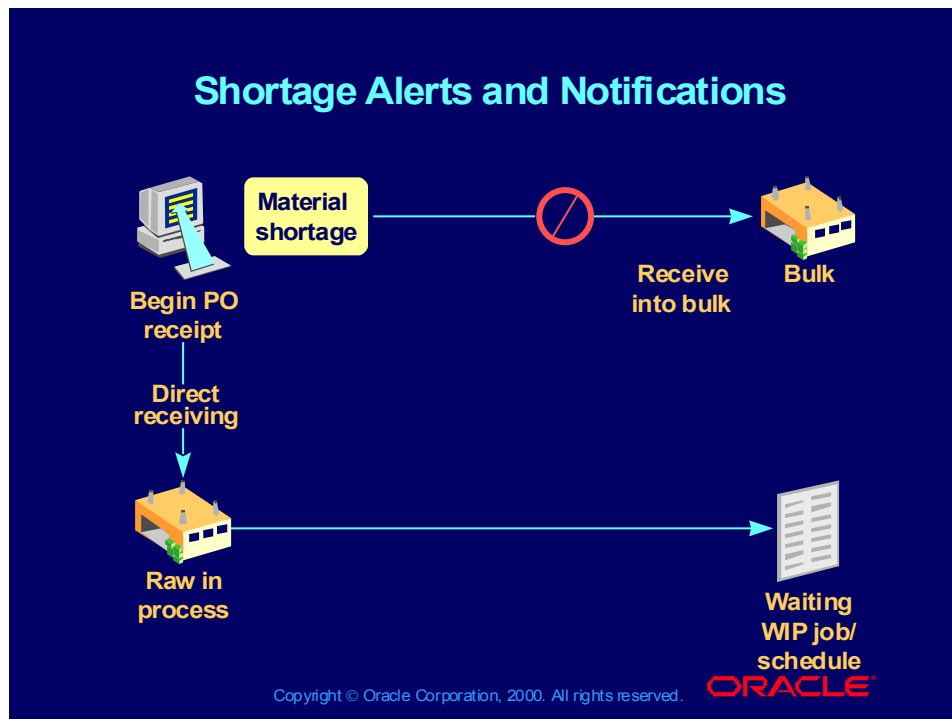 Shortage Alerts and Notifications
Material
shortage
Receive
into bulk
Bulk
Begin PO
receipt
Direct
receiving
Raw in
process
Waiting
WIP job/
schedule
Copyright © Oracle Corporation, 2000. All rights reserved.
ORACLE®